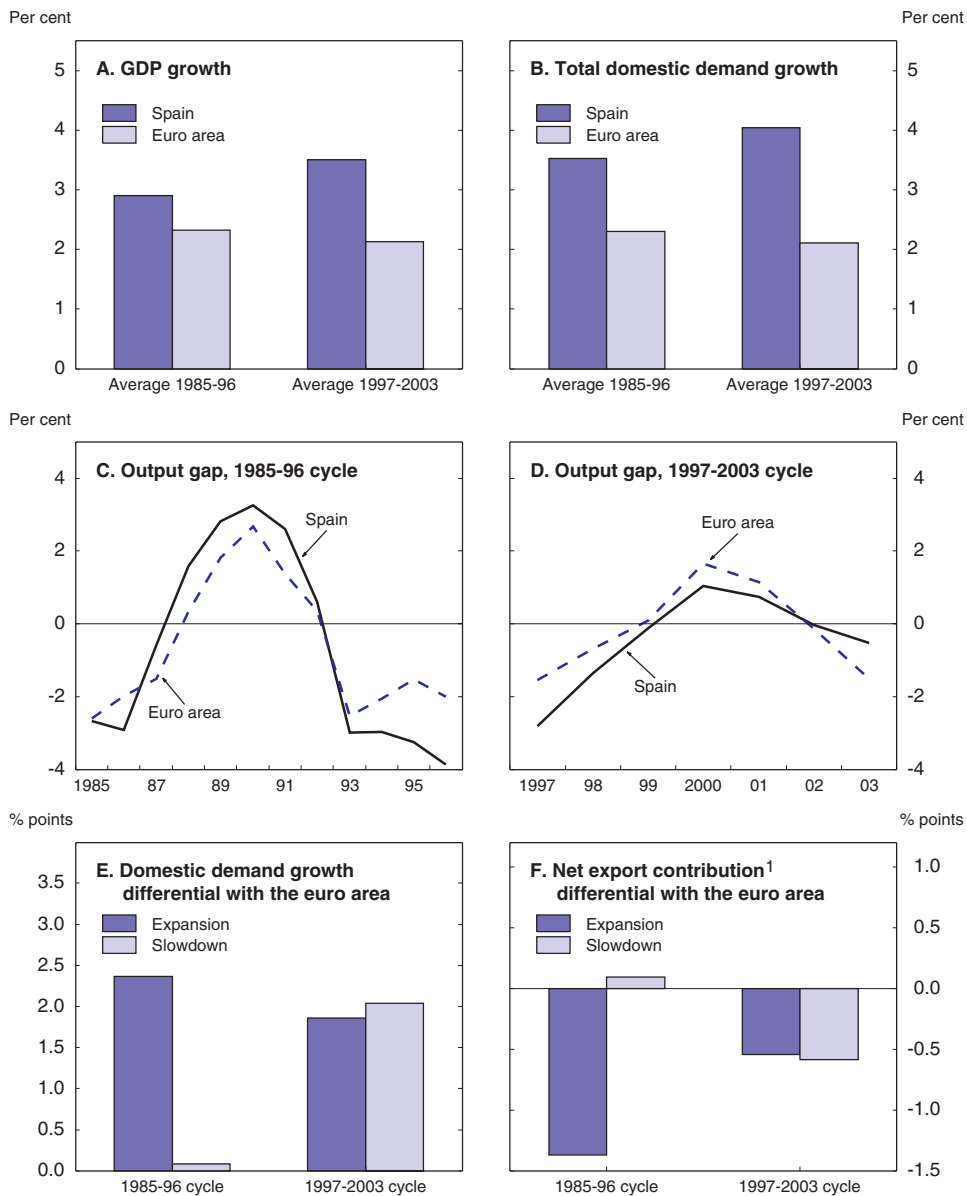 Per cent
Per cent
A. GDP growth
Spain
Euro area
5
4
3
2
1
0
Average 1985-96
Average 1997-2003
B. Total domestic demand growth
Spain
Euro area
5
4
3
2
1
0
Average 1985-96
Average 1997-2003
Per cent
Per cent
C. Output gap, 1985-96 cycle
4
2
0
-2
-4
Spain
Euro area
1985
87
89
91
93
95
D. Output gap, 1997-2003 cycle
Euro area
Spain
4
2
0
-2
-4
1997
98
99
2000
01
02
03
% points
% points
E. Domestic demand growth
differential with the euro area
Expansion
Slowdown
3.5
3.0
2.5
2.0
1.5
1.0
0.5
0.0
1985-96 cycle
1997-2003 cycle
F. Net export contribution1
differential with the euro area
Expansion
Slowdown
1.0
0.5
0.0
-0.5
-1.0
-1.5
1985-96 cycle
1997-2003 cycle